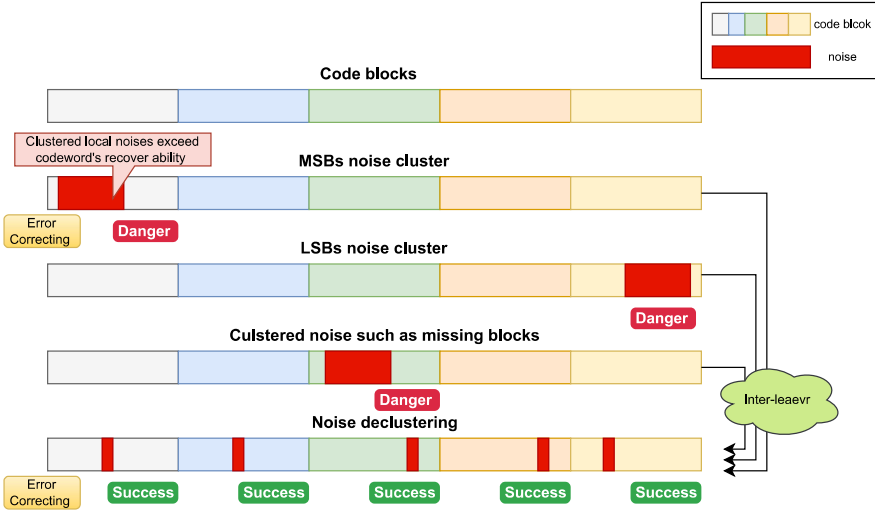 code blcok
noise
Code blocks
Clustered local noises exceed
codeword's recover ability
MSBs noise cluster
Error
Correcting
Danger
LSBs noise cluster
Danger
Culstered noise such as missing blocks
Inter-leaevr
Danger
Noise declustering
Error
Correcting
Success
Success
Success
Success
Success